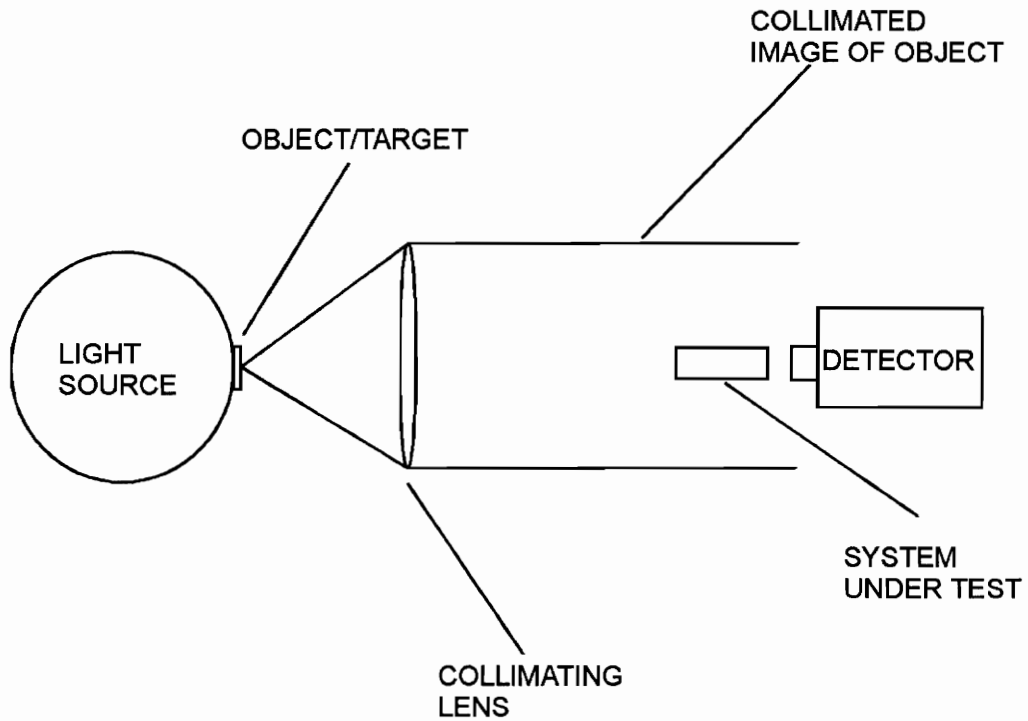 COLLIMATED
IMAGE OF OBJECT
OBJECT/TARGET
LIGHT
SOURCE
DETECTOR
SYSTEM
UNDER TEST
COLLIMATING
LENS